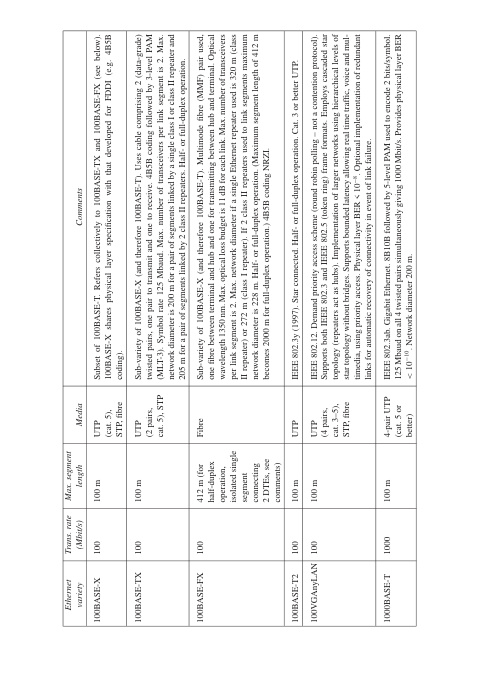 Ethernet variety | Trans. rate (Mbit/s) | Max. segment length | Media | Comments
100BASE-X | 100 | 100 m | UTP (cat. 5), STP, fibre | Subset of 100BASE-T. Refers collectively to 100BASE-TX and 100BASE-FX (see below).
100BASE-X shares physical layer specification with that developed for FDDI (e.g. 4B5B
coding).
100BASE-TX | 100 | 100 m | UTP (2 pairs, cat. 5), STP | Sub-variety of 100BASE-X (and therefore 100BASE-T). Uses cable comprising 2 (data-grade)
twisted pairs, one pair to transmit and one to receive. 4B5B coding followed by 3-level PAM
(MLT-3). Symbol rate 125 Mbaud. Max. number of transceivers per link segment is 2. Max.
network diameter is 200 m for a pair of segments linked by a single class I or class II repeater and
205 m for a pair of segments linked by 2 class II repeaters. Half- or full-duplex operation.
100BASE-FX | 100 | 412 m (for half-duplex operation, isolated single segment connecting 2 DTEs, see comments) | Fibre | Sub-variety of 100BASE-X (and therefore 100BASE-T). Multimode fibre (MMF) pair used,
one fibre between terminal and hub and one for transmitting between hub and terminal. Optical
wavelength 1350 nm. Max. optical loss budget is 11 dB for each link. Max. number of transceivers
per link segment is 2. Max. network diameter if a single Ethernet repeater used is 320 m (class
II repeater) or 272 m (class I repeater). If 2 class II repeaters used to link segments maximum
network diameter is 228 m. Half- or full-duplex operation. (Maximum segment length of 412 m
becomes 2000 m for full-duplex operation.) 4B5B coding NRZI.
100BASE-T2 | 100 | 100 m | UTP | IEEE 802.3y (1997). Star connected. Half- or full-duplex operation. Cat. 3 or better UTP.
100VGAnyLAN | 100 | 100 m | UTP (4 pairs, cat. 3–5), STP, fibre | IEEE 802.12. Demand priority access scheme (round robin polling – not a contention protocol).
Supports both IEEE 802.3 and IEEE 802.5 (token ring) frame formats. Employs cascaded star
topology (repeaters act as hubs). Implementation of larger networks using hierarchical levels of
star topology without bridges. Supports bounded latency allowing real time traffic, voice and mul-
timedia, using priority access. Physical layer BER < 10⁻⁸. Optional implementation of redundant
links for automatic recovery of connectivity in event of link failure.
1000BASE-T | 1000 | 100 m | 4-pair UTP (cat. 5 or better) | IEEE 802.3ab. Gigabit Ethernet. 8B10B followed by 5-level PAM used to encode 2 bits/symbol.
125 Mbaud on all 4 twisted pairs simultaneously giving 1000 Mbit/s. Provides physical layer BER
< 10⁻¹⁰. Network diameter 200 m.